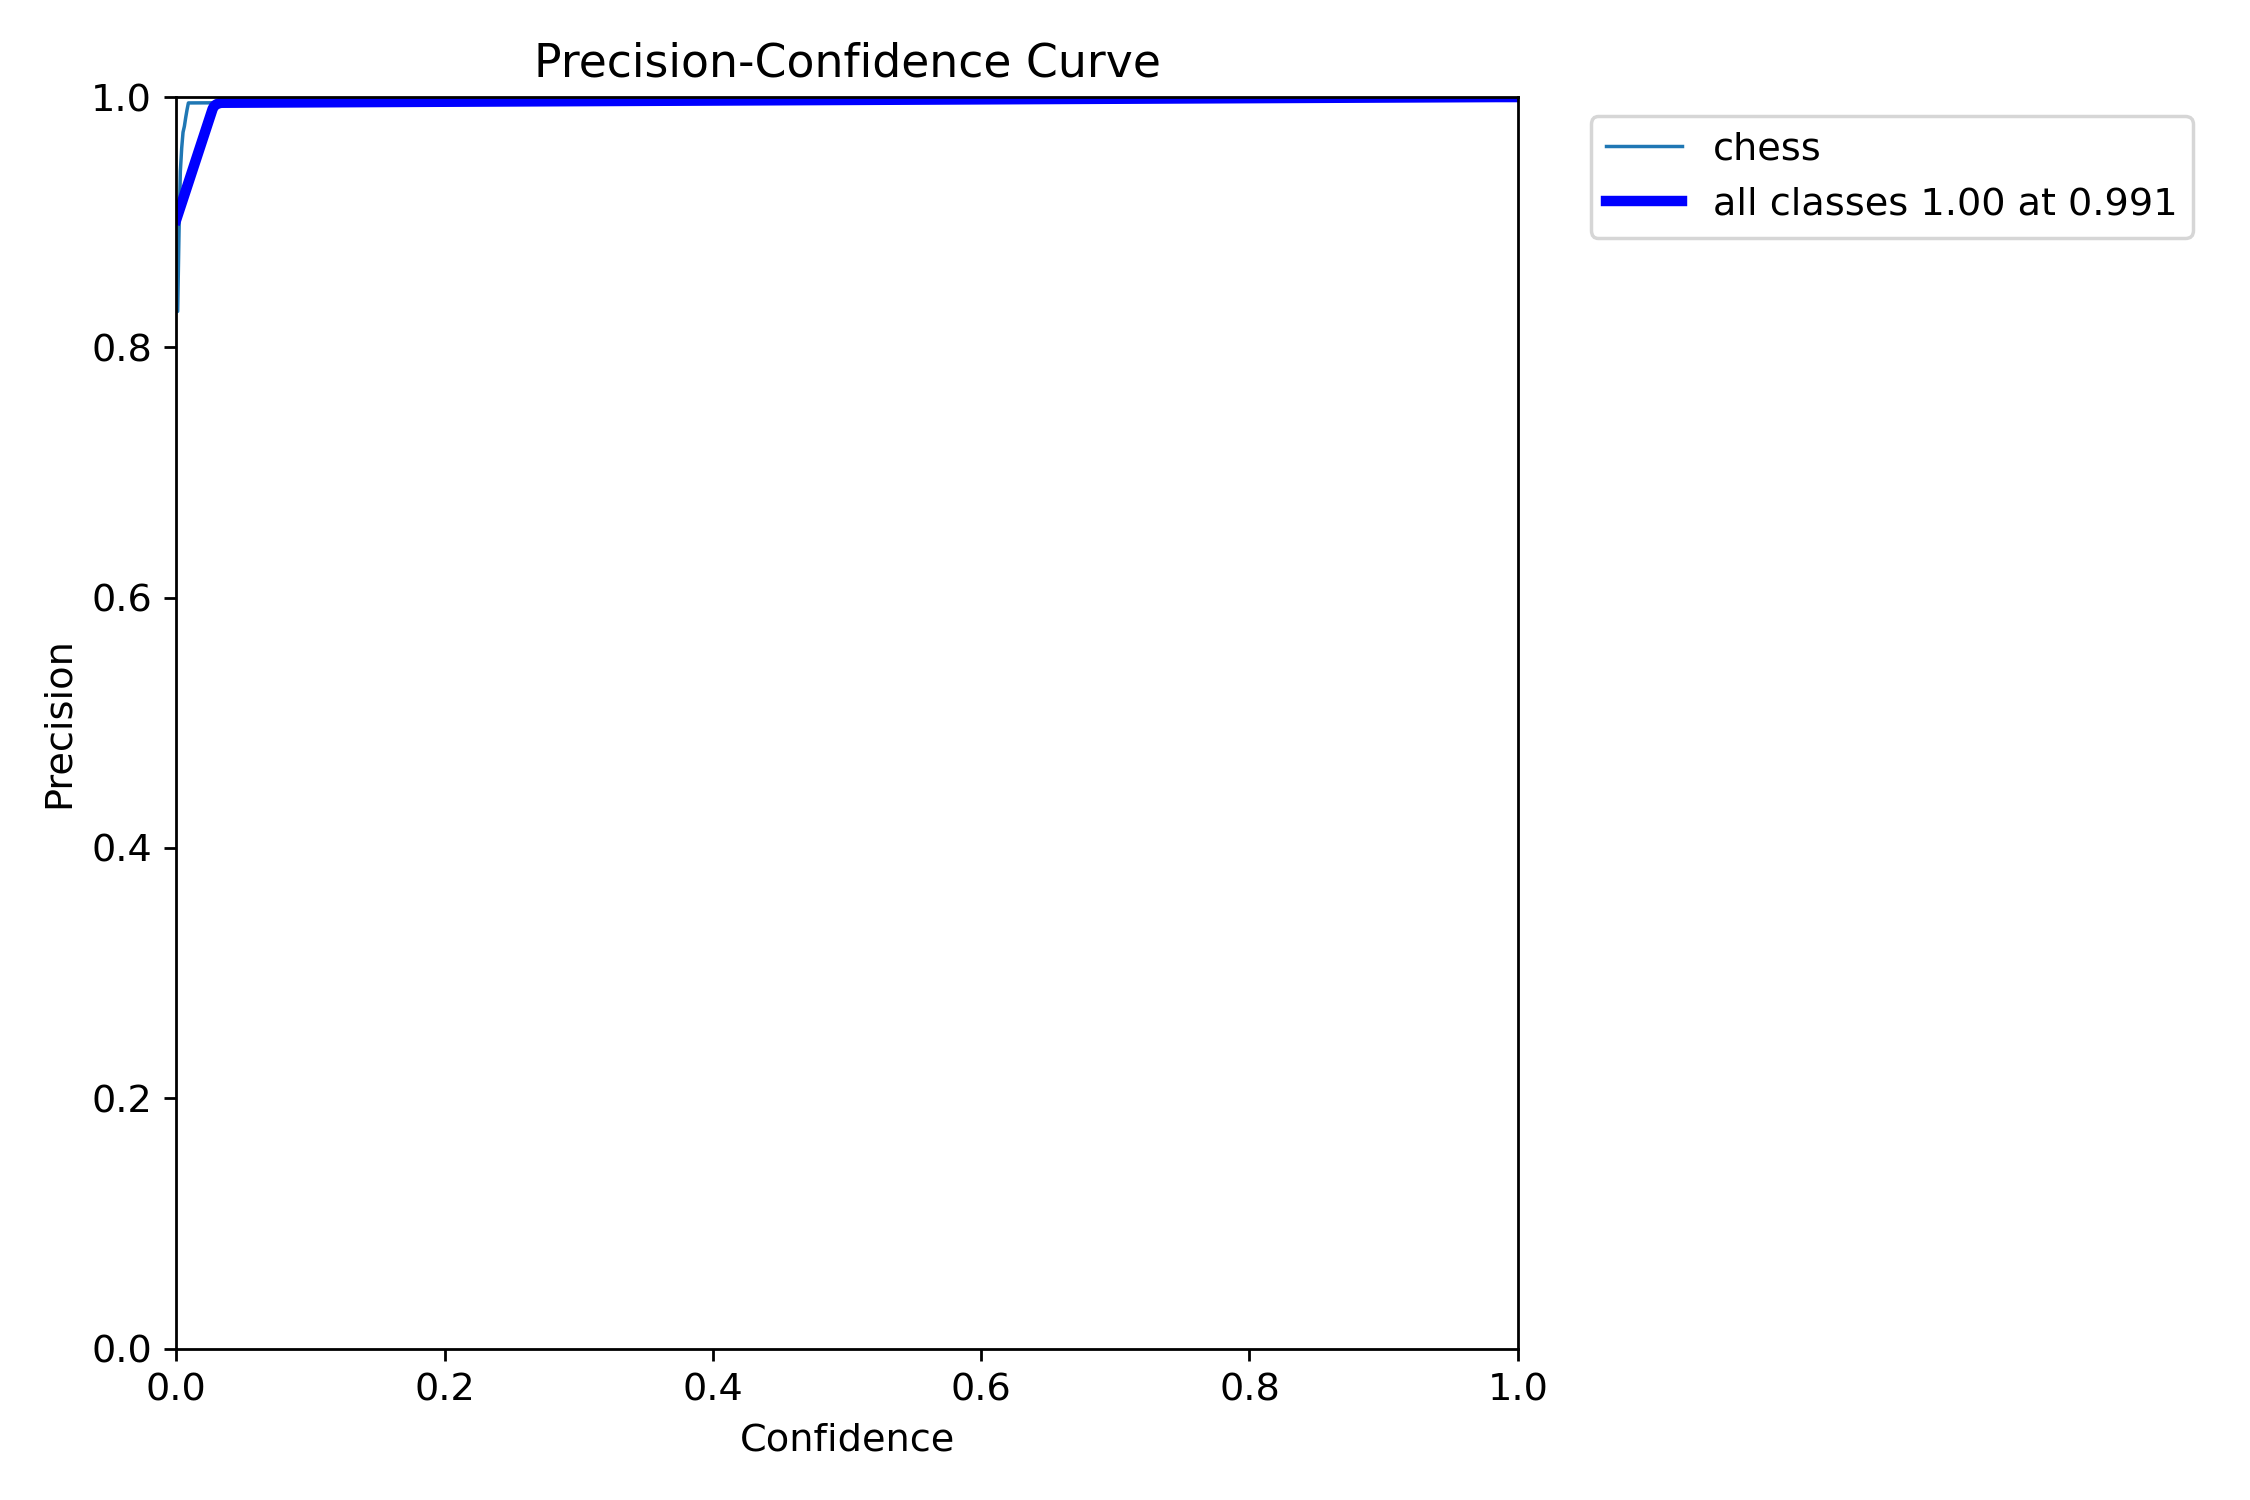 Precision-Confidence Curve
1.0
0.8
0.6
0.4
0.2
0.0
Precision
0.0 0.2 0.4 0.6 0.8 1.0
Confidence
chess
all classes 1.00 at 0.991